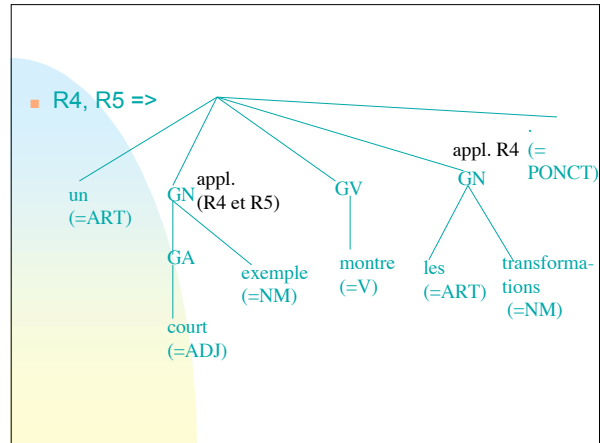 R4, R5 =>
.
appl. R4 (=
PONCT)
appl.
GN (R4 et R5)
GV
GN
un
(=ART)
GA
exemple
(=NM)
montre
(=V)
les
(=ART)
transforma-
tions
(=NM)
court
(=ADJ)